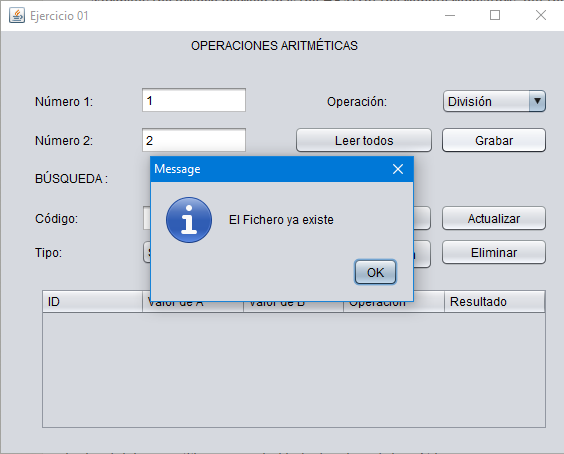 Ejercicio 01
OPERACIONES ARITMÉTICAS
Número 1: 1 Operación: División
Número 2: 2 Leer todos Grabar
Message
BÚSQUEDA :
El Fichero ya existe
Código: Actualizar
Tipo: Eliminar
OK
ID Valor de A Valor de B Operación Resultado